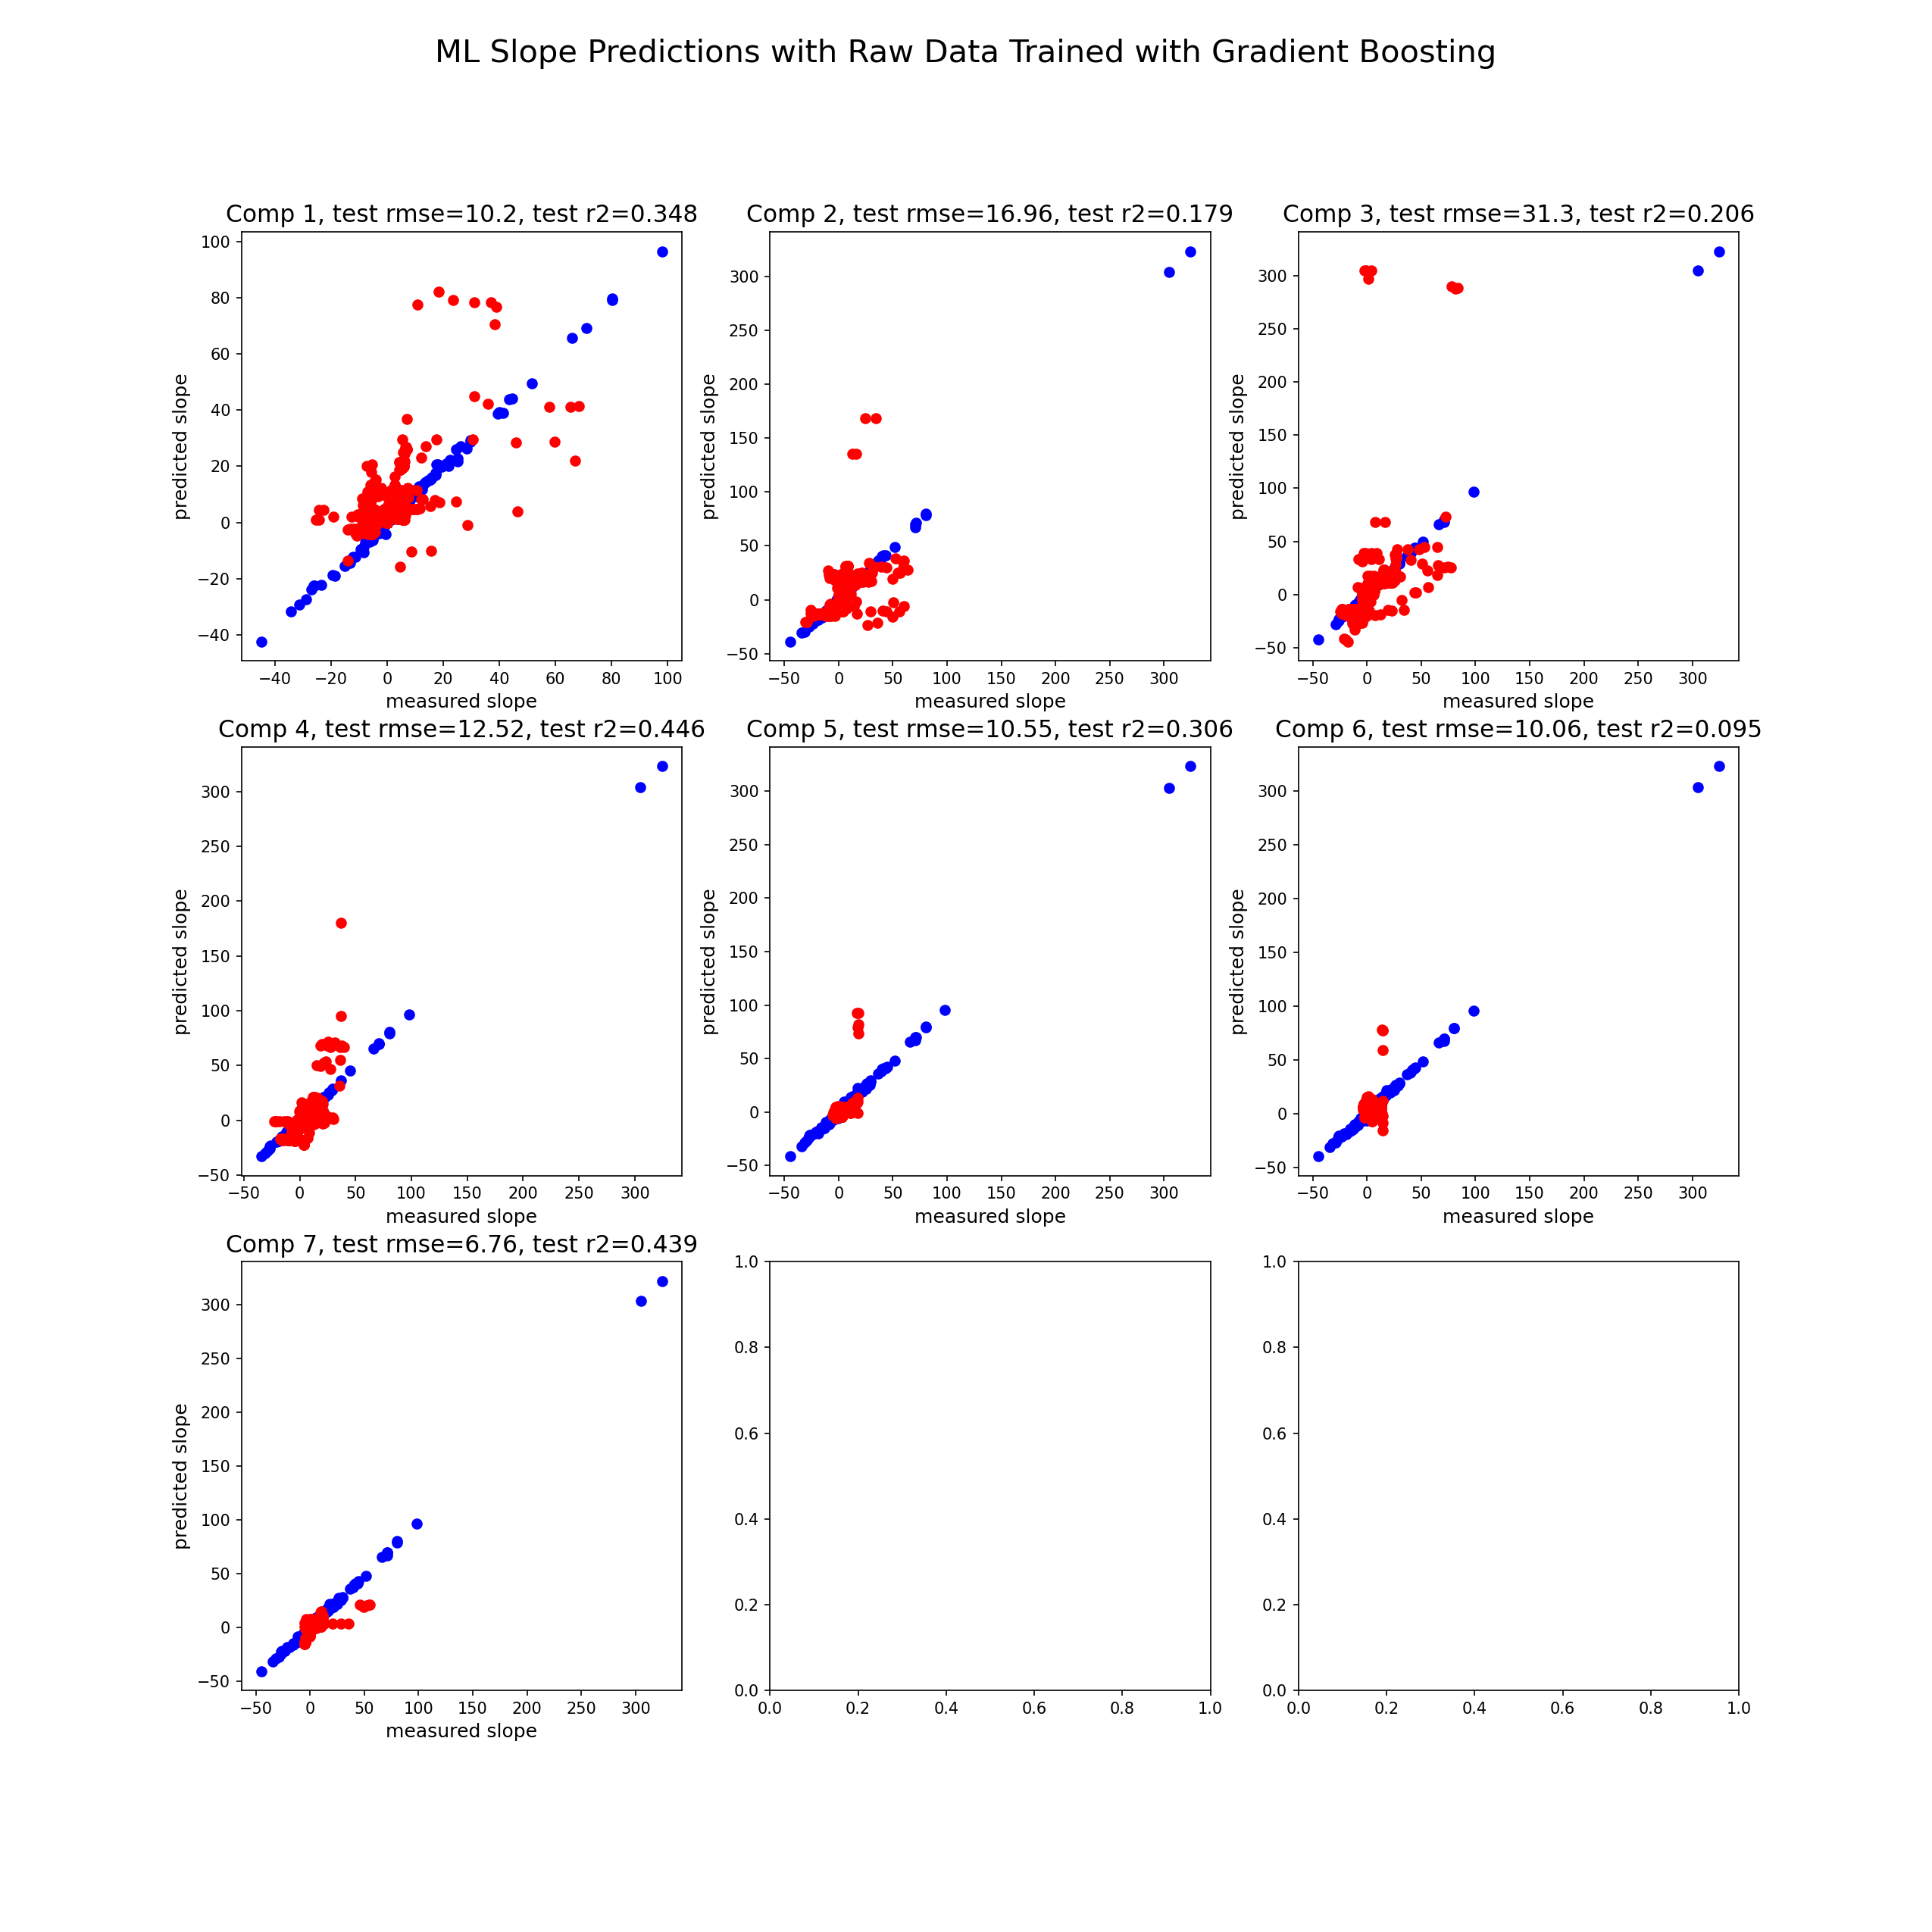 ML Slope Predictions with Raw Data Trained with Gradient Boosting
Comp 1, test rmse=10.2, test r2=0.348
100
80
60
40
20
0
−20
−40
predicted slope
−40 −20 0 20 40 60 80 100
measured slope
Comp 2, test rmse=16.96, test r2=0.179
300
250
200
150
100
50
0
−50
predicted slope
−50 0 50 100 150 200 250 300
measured slope
Comp 3, test rmse=31.3, test r2=0.206
300
250
200
150
100
50
0
−50
predicted slope
−50 0 50 100 150 200 250 300
measured slope
Comp 4, test rmse=12.52, test r2=0.446
300
250
200
150
100
50
0
−50
predicted slope
−50 0 50 100 150 200 250 300
measured slope
Comp 5, test rmse=10.55, test r2=0.306
300
250
200
150
100
50
0
−50
predicted slope
−50 0 50 100 150 200 250 300
measured slope
Comp 6, test rmse=10.06, test r2=0.095
300
250
200
150
100
50
0
−50
predicted slope
−50 0 50 100 150 200 250 300
measured slope
Comp 7, test rmse=6.76, test r2=0.439
300
250
200
150
100
50
0
−50
predicted slope
−50 0 50 100 150 200 250 300
measured slope
1.0
0.8
0.6
0.4
0.2
0.0
0.0 0.2 0.4 0.6 0.8 1.0
1.0
0.8
0.6
0.4
0.2
0.0
0.0 0.2 0.4 0.6 0.8 1.0